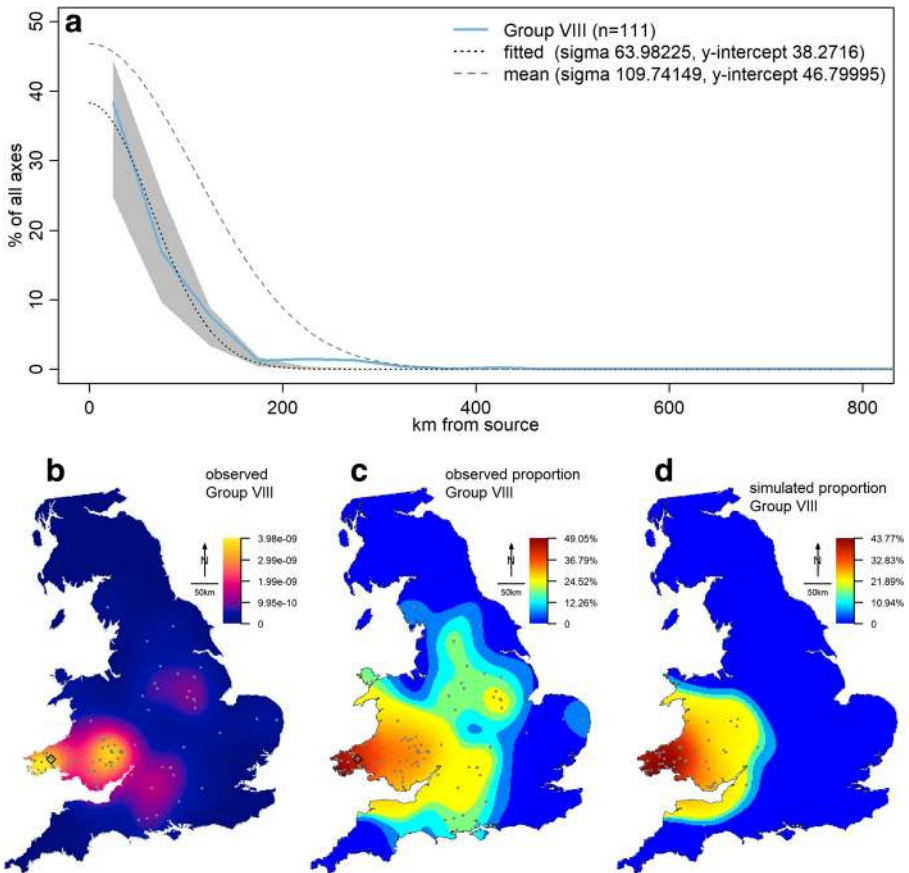 a
50
40
30
20
10
0
% of all axes
Group VIII (n=111)
fitted (sigma 63.98225, y-intercept 38.2716)
mean (sigma 109.74149, y-intercept 46.79995)
0 200 400 600 800
km from source
b
observed
Group VIII
N
50km
3.98e-09
2.99e-09
1.99e-09
9.95e-10
0
c
observed proportion
Group VIII
N
50km
49.05%
36.79%
24.52%
12.26%
0
d
simulated proportion
Group VIII
N
50km
43.77%
32.83%
21.89%
10.94%
0